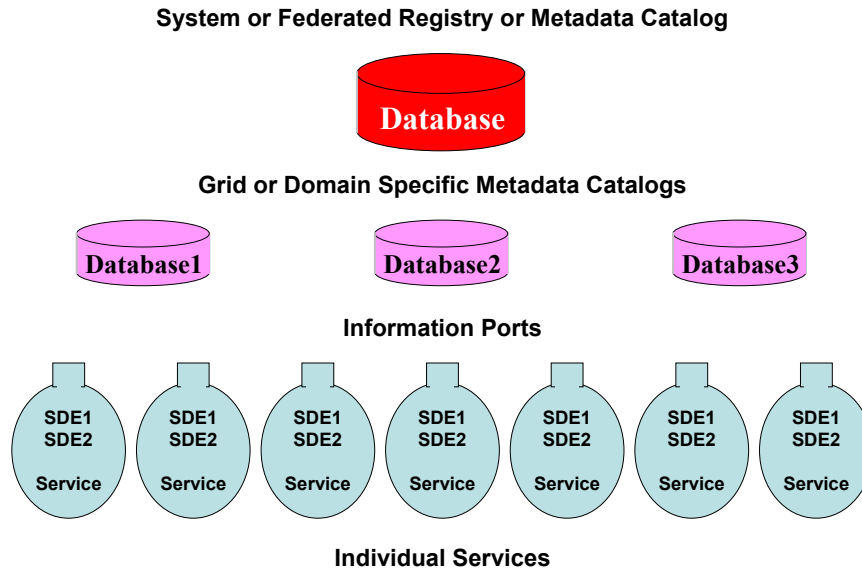 System or Federated Registry or Metadata Catalog
Database
Grid or Domain Specific Metadata Catalogs
Database1 Database2 Database3
Information Ports
SDE1 SDE1 SDE1 SDE1 SDE1 SDE1 SDE1
SDE2 SDE2 SDE2 SDE2 SDE2 SDE2 SDE2
Service Service Service Service Service Service Service
Individual Services